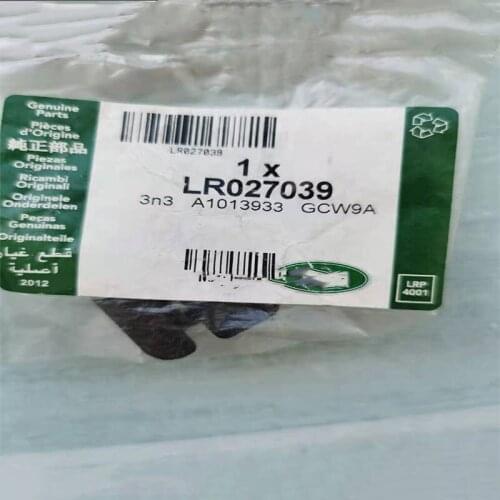 Genuine
Parts
Pièces
d'Origine
純正部品
Piezas
Originales
Ricambi
Originali
Originele
Onderdelen
Peças
Genuinas
Originalteile
قطع غيار
أصلية
2012
LR027039
1 x
LR027039
3n3 A1013933 GCW9A
LRP
4001